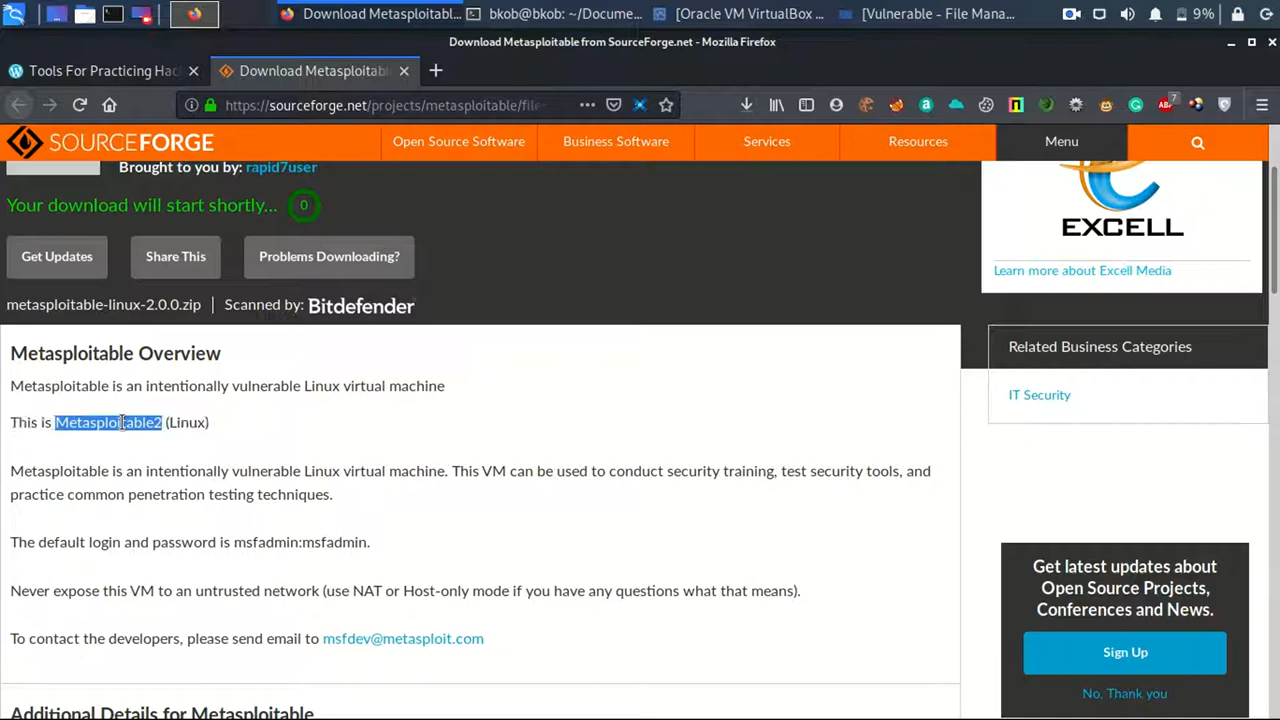 Download Metasploitabl...
bkob@bkob: ~/Docume...
[Oracle VM VirtualBox ...
[Vulnerable - File Mana...
9%
Download Metasploitable from SourceForge.net - Mozilla Firefox
Tools For Practicing Hac
Download Metasploitable
https://sourceforge.net/projects/metasploitable/file
7
SOURCEFORGE
Open Source Software
Business Software
Services
Resources
Menu
Brought to you by: rapid7user
Your download will start shortly... 0
Get Updates
Share This
Problems Downloading?
metasploitable-linux-2.0.0.zip | Scanned by: Bitdefender
EXCELL
Learn more about Excell Media
Metasploitable Overview
Metasploitable is an intentionally vulnerable Linux virtual machine
This is Metasploitable2 (Linux)
Metasploitable is an intentionally vulnerable Linux virtual machine. This VM can be used to conduct security training, test security tools, and
practice common penetration testing techniques.
The default login and password is msfadmin:msfadmin.
Never expose this VM to an untrusted network (use NAT or Host-only mode if you have any questions what that means).
To contact the developers, please send email to msfdev@metasploit.com
Additional Details for Metasploitable
Related Business Categories
IT Security
Get latest updates about
Open Source Projects,
Conferences and News.
Sign Up
No, Thank you